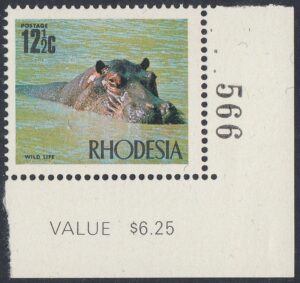 POSTAGE
12½C
WILD LIFE
RHODESIA
566
VALUE $6.25